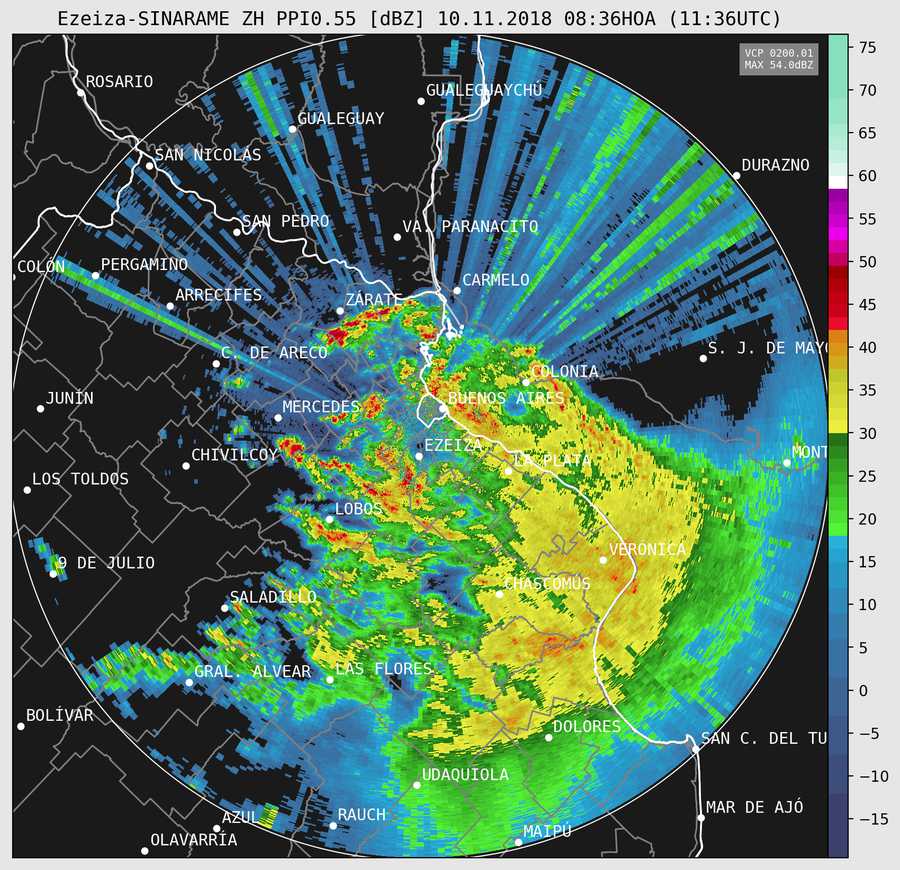 Ezeiza-SINARAME ZH PPI0.55 [dBZ] 10.11.2018 08:36HOA (11:36UTC)
VCP 0200.01
MAX 54.0dBZ
ROSARIO
GUALEGUAYCHÚ
GUALEGUAY
SAN NICOLÁS
DURAZNO
SAN PEDRO
VA. PARANACITO
COLÓN
PERGAMINO
CARMELO
ARRECIFES
ZÁRATE
C. DE ARECO
S. J. DE MAY
COLONIA
JUNÍN
MERCEDES
BUENOS AIRES
EZEIZA
MONT
CHIVILCOY
LA PLATA
LOS TOLDOS
LOBOS
9 DE JULIO
VERÓNICA
CHASCOMÚS
SALADILLO
GRAL. ALVEAR
LAS FLORES
BOLÍVAR
DOLORES
SAN C. DEL TU
UDAQUIOLA
MAR DE AJÓ
AZUL
RAUCH
MAIPÚ
OLAVARRÍA
75
70
65
60
55
50
45
40
35
30
25
20
15
10
5
0
−5
−10
−15